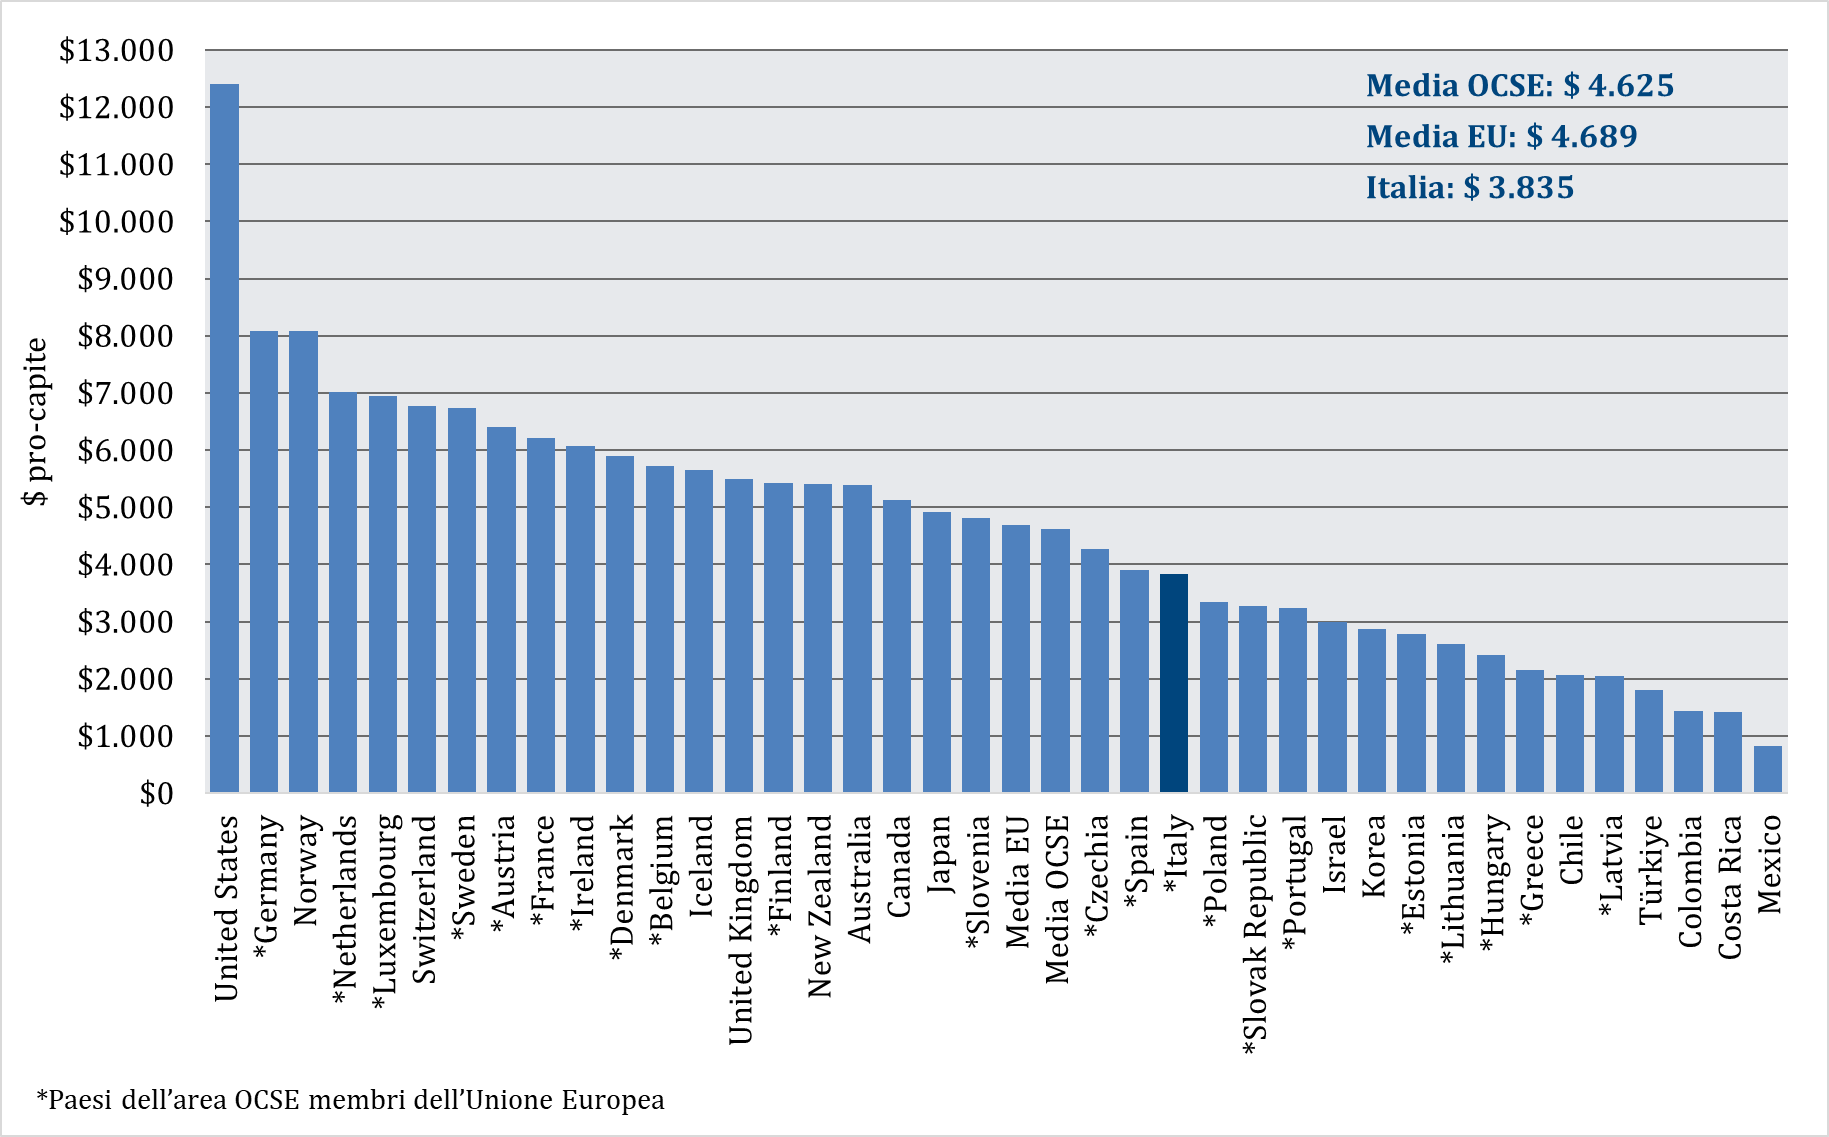 $13.000
$12.000
$11.000
$10.000
$9.000
$8.000
$7.000
$6.000
$5.000
$4.000
$3.000
$2.000
$1.000
$0
$ pro-capite
Media OCSE: $ 4.625
Media EU: $ 4.689
Italia: $ 3.835
United States
*Germany
Norway
*Netherlands
*Luxembourg
Switzerland
*Sweden
*Austria
*France
*Ireland
*Denmark
*Belgium
Iceland
United Kingdom
*Finland
New Zealand
Australia
Canada
Japan
*Slovenia
Media EU
Media OCSE
*Czechia
*Spain
*Italy
*Poland
*Slovak Republic
*Portugal
Israel
Korea
*Estonia
*Lithuania
*Hungary
*Greece
Chile
*Latvia
Türkiye
Colombia
Costa Rica
Mexico
*Paesi dell’area OCSE membri dell’Unione Europea